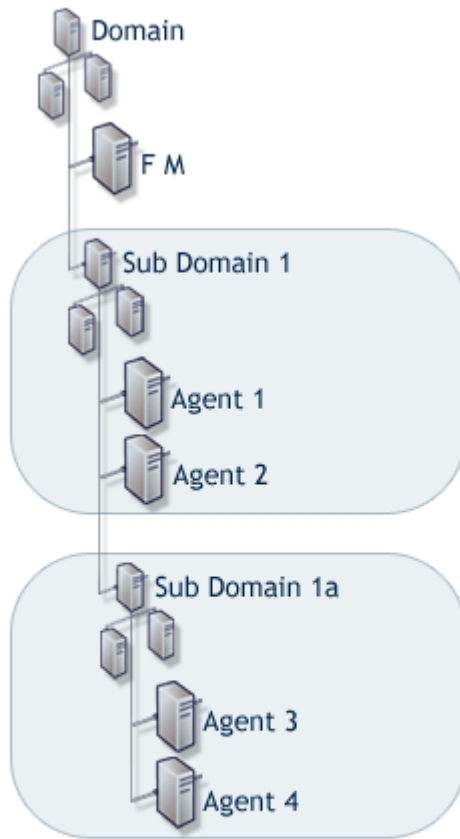 Domain
F M
Sub Domain 1
Agent 1
Agent 2
Sub Domain 1a
Agent 3
Agent 4